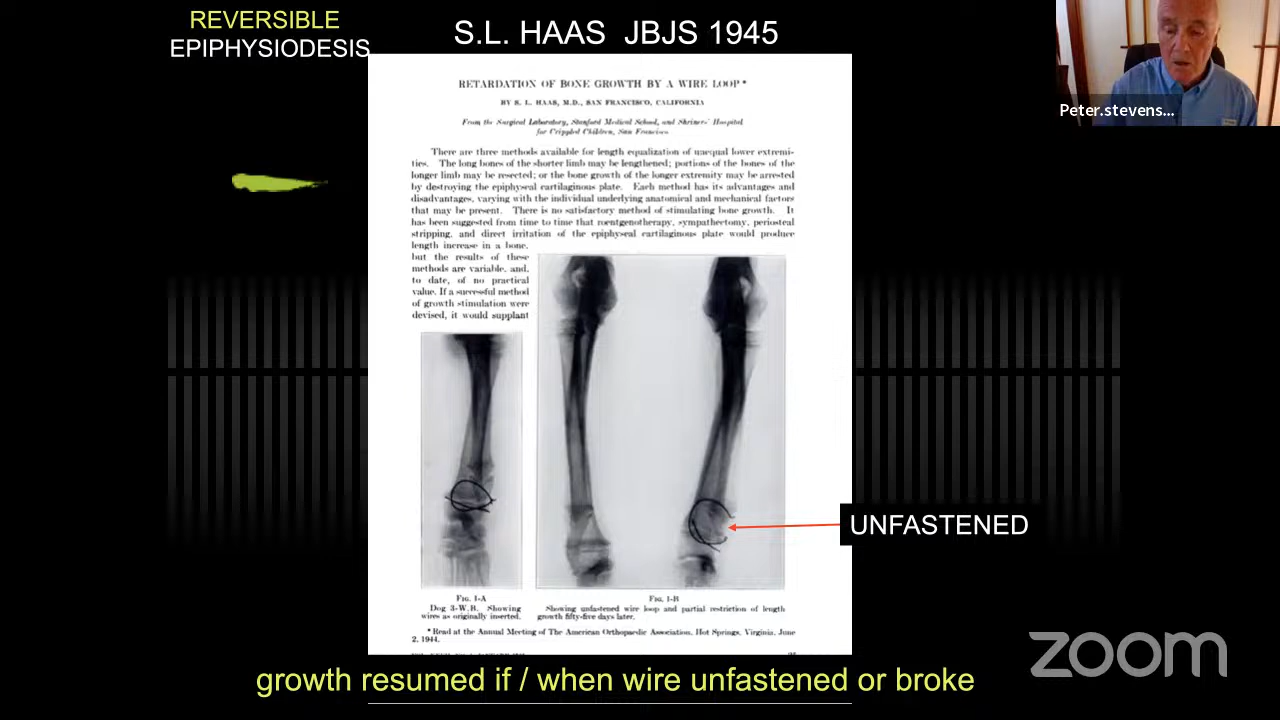 REVERSIBLE
EPIPHYSIODESIS
S.L. HAAS JBJS 1945
Peter.stevens...
RETARDATION OF BONE GROWTH BY A WIRE LOOP*
BY S. L. HAAS, M.D., SAN FRANCISCO, CALIFORNIA
From the Surgical Laboratory, Stanford Medical School, and Shriners' Hospital
for Crippled Children, San Francisco
There are three methods available for length equalization of unequal lower extremi-
ties. The long bones of the shorter limb may be lengthened; portions of the bones of the
longer limb may be resected; or the bone growth of the longer extremity may be arrested
by destroying the epiphyseal cartilaginous plate. Each method has its advantages and
disadvantages, varying with the individual underlying anatomical and mechanical factors
that may be present. There is no satisfactory method of stimulating bone growth. It
has been suggested from time to time that roentgenotherapy, sympathectomy, periosteal
stripping, and direct irritation of the epiphyseal cartilaginous plate would produce
length increase in a bone,
but the results of these
methods are variable, and,
to date, of no practical
value. If a successful method
of growth stimulation were
devised, it would supplant
UNFASTENED
FIG. 1-A
Dog 3-W.B. Showing
wires as originally inserted.
FIG. 1-B
Showing unfastened wire loop and partial restriction of length
growth fifty-five days later.
* Read at the Annual Meeting of The American Orthopaedic Association, Hot Springs, Virginia, June
2, 1944.
growth resumed if / when wire unfastened or broke
zoom